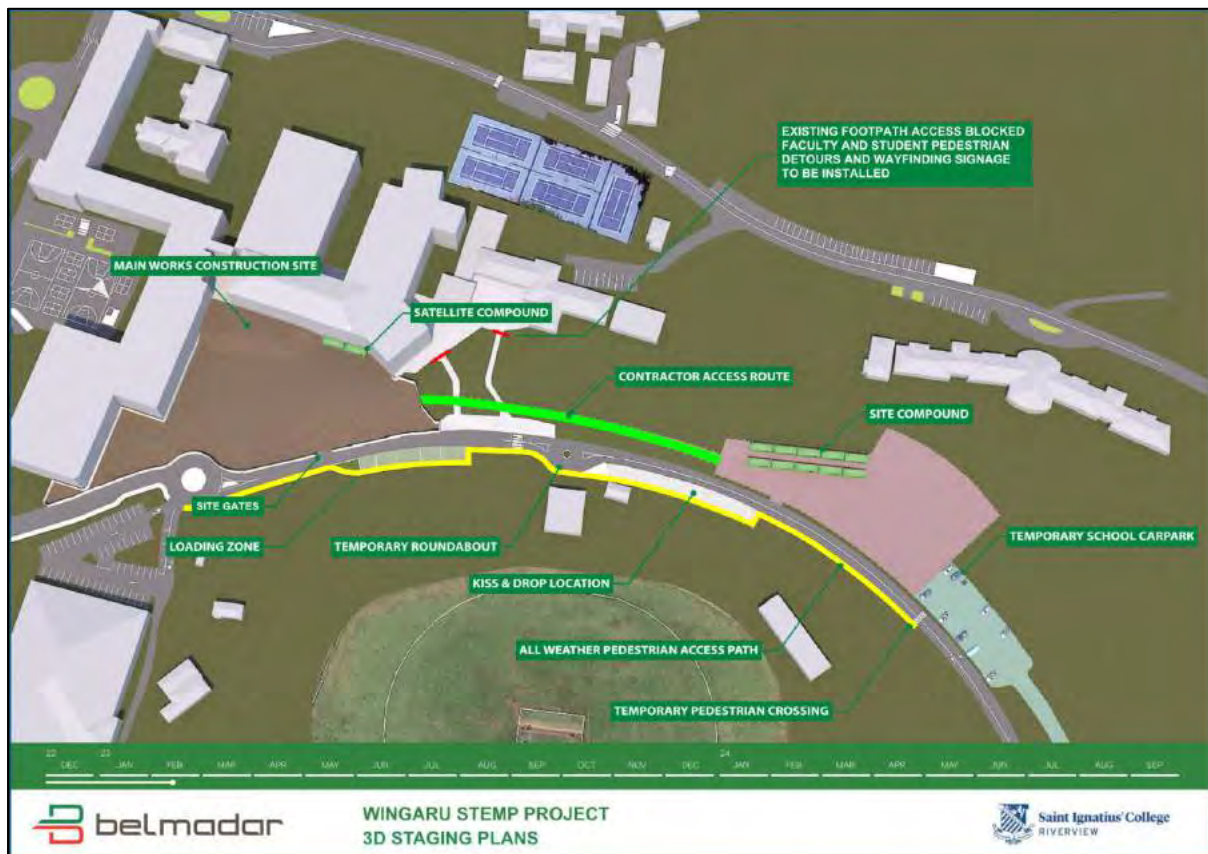 EXISTING FOOTPATH ACCESS BLOCKED
FACULTY AND STUDENT PEDESTRIAN
DETOURS AND WAYFINDING SIGNAGE
TO BE INSTALLED
MAIN WORKS CONSTRUCTION SITE
SATELLITE COMPOUND
CONTRACTOR ACCESS ROUTE
SITE COMPOUND
SITE GATES
LOADING ZONE
TEMPORARY ROUNDABOUT
TEMPORARY SCHOOL CARPARK
KISS & DROP LOCATION
ALL WEATHER PEDESTRIAN ACCESS PATH
TEMPORARY PEDESTRIAN CROSSING
22 23 24
DEC JAN FEB MAR APR MAY JUN JUL AUG SEP OCT NOV DEC JAN FEB MAR APR MAY JUN JUL AUG SEP
belmadar
WINGARU STEMP PROJECT
3D STAGING PLANS
Saint Ignatius' College
RIVERVIEW